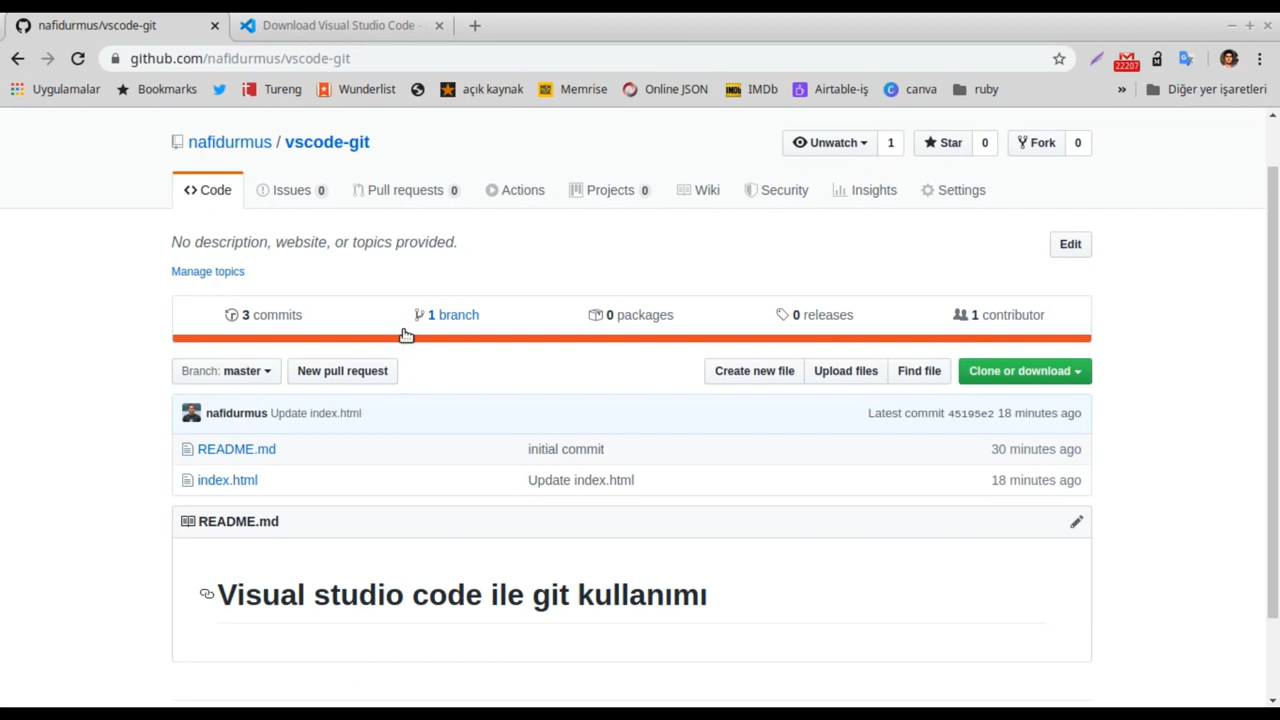 nafidurmus/vscode-git
Download Visual Studio Code -
github.com/nafidurmus/vscode-git
22207
Uygulamalar Bookmarks Tureng Wunderlist açık kaynak Memrise Online JSON IMDb Airtable-iş canva ruby » Diğer yer işaretleri
nafidurmus / vscode-git
Unwatch 1 Star 0 Fork 0
Code Issues 0 Pull requests 0 Actions Projects 0 Wiki Security Insights Settings
No description, website, or topics provided.
Edit
Manage topics
3 commits 1 branch 0 packages 0 releases 1 contributor
Branch: master New pull request Create new file Upload files Find file Clone or download
nafidurmus Update index.html Latest commit 45195e2 18 minutes ago
README.md initial commit 30 minutes ago
index.html Update index.html 18 minutes ago
README.md
Visual studio code ile git kullanımı